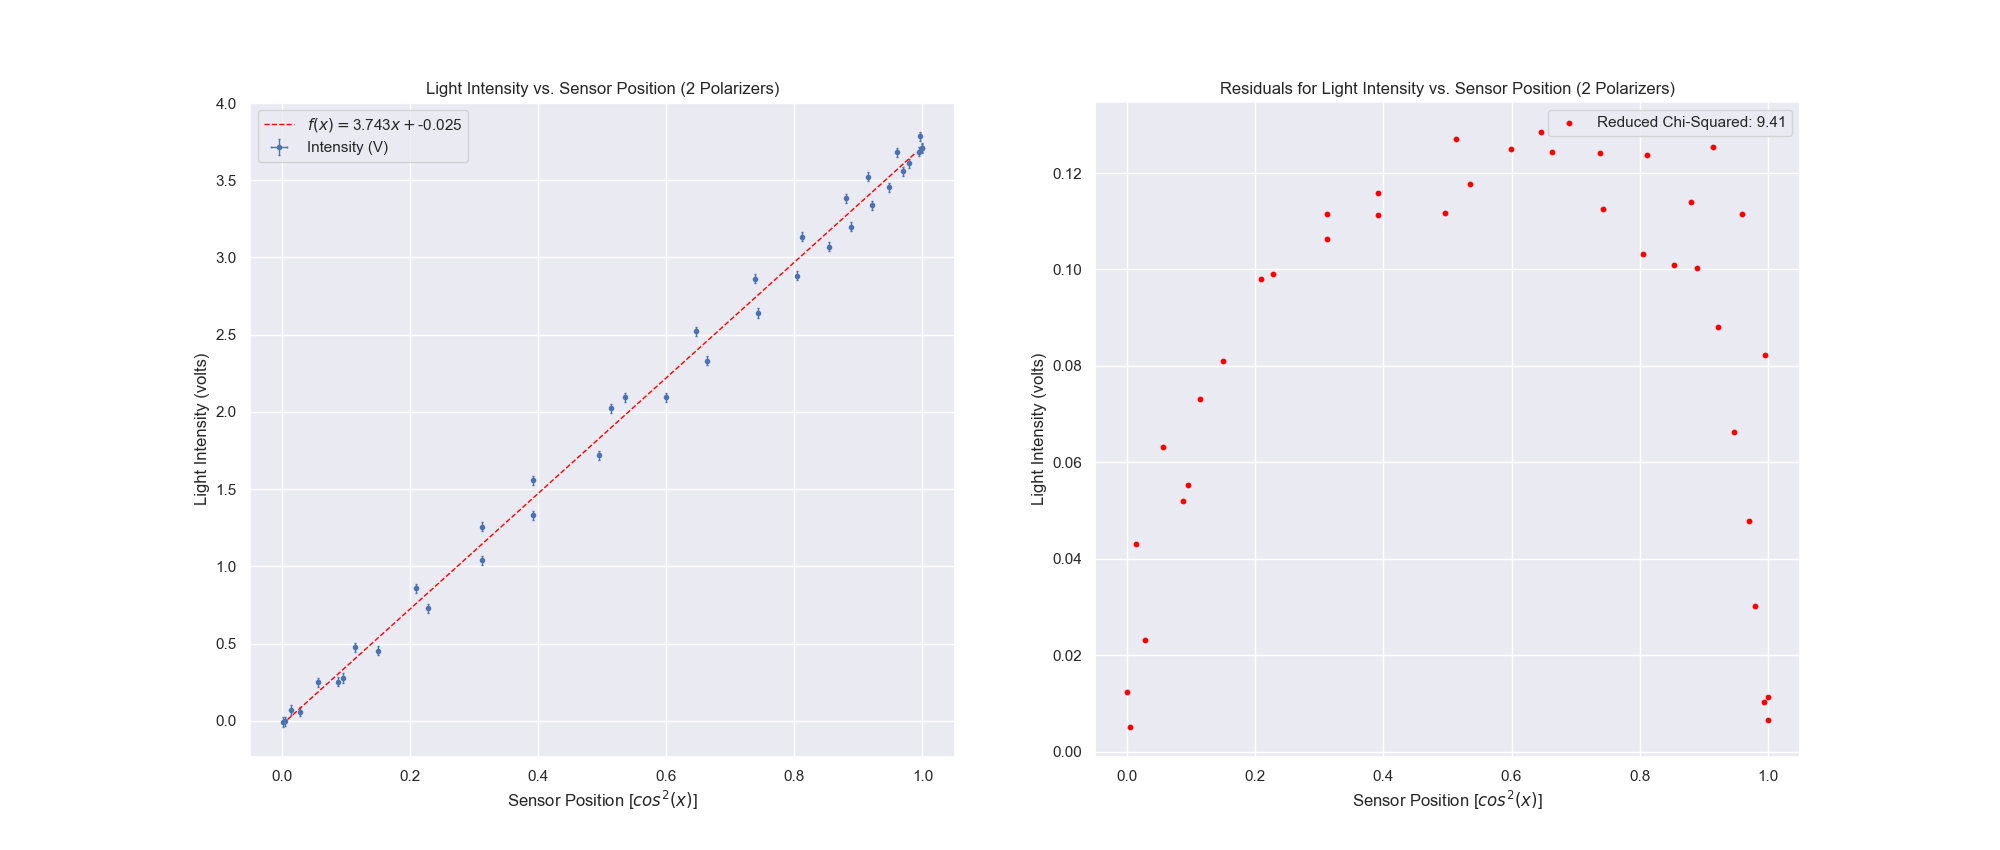 Light Intensity vs. Sensor Position (2 Polarizers)
f(x) = 3.743x + -0.025
Intensity (V)
4.0
3.5
3.0
2.5
2.0
1.5
1.0
0.5
0.0
Light Intensity (volts)
0.0 0.2 0.4 0.6 0.8 1.0
Sensor Position [cos²(x)]
Residuals for Light Intensity vs. Sensor Position (2 Polarizers)
Reduced Chi-Squared: 9.41
0.12
0.10
0.08
0.06
0.04
0.02
0.00
Light Intensity (volts)
0.0 0.2 0.4 0.6 0.8 1.0
Sensor Position [cos²(x)]